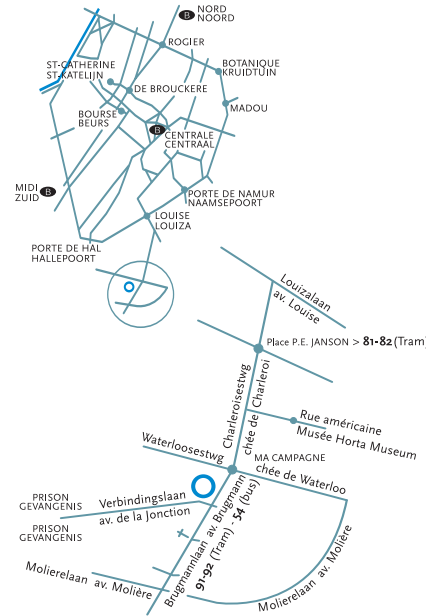 B NORD
NOORD
ROGIER
BOTANIQUE
KRUIDTUIN
ST-CATHERINE
ST-KATELIJN
DE BROUCKERE
MADOU
BOURSE
BEURS
B CENTRALE
CENTRAAL
MIDI
ZUID B
PORTE DE NAMUR
NAAMSEPOORT
LOUISE
LOUIZA
PORTE DE HAL
HALLEPOORT
Louizalaan
av. Louise
Place P.E. JANSON > 81-82 (Tram)
Charleroisestwg
chée de Charleroi
Rue américaine
Musée Horta Museum
Waterloosestwg
MA CAMPAGNE
chée de Waterloo
PRISON
GEVANGENIS
Verbindingslaan
av. de la Jonction
PRISON
GEVANGENIS
Brugmannlaan av. Brugmann
91-92 (Tram) - 54 (bus)
Molierelaan av. Molière
Molierelaan av. Molière